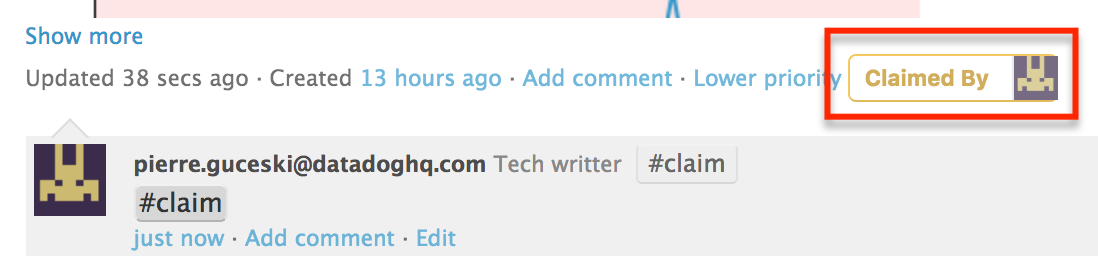 Show more
Updated 38 secs ago · Created 13 hours ago · Add comment · Lower priority Claimed By
pierre.guceski@datadoghq.com Tech writter #claim
#claim
just now · Add comment · Edit